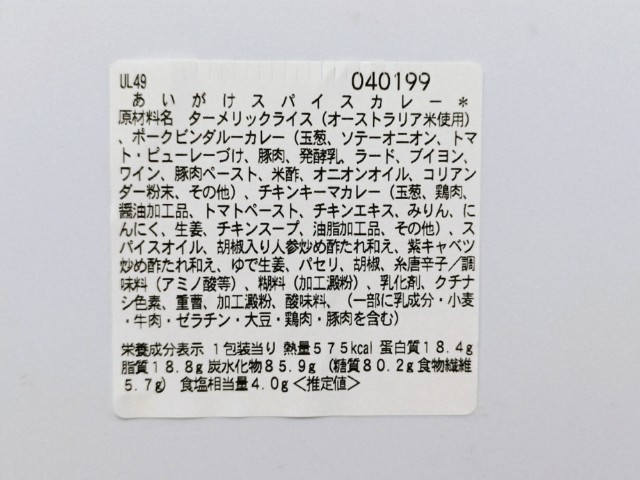 UL49 040199
あいがけスパイスカレー＊
原材料名 ターメリックライス（オーストラリア米使用）
、ポークビンダルーカレー（玉葱、ソテーオニオン、トマ
ト・ピューレーづけ、豚肉、発酵乳、ラード、ブイヨン、
ワイン、豚肉ペースト、米酢、オニオンオイル、コリアン
ダー粉末、その他）、チキンキーマカレー（玉葱、鶏肉、
醤油加工品、トマトペースト、チキンエキス、みりん、に
んにく、生姜、チキンスープ、油脂加工品、その他）、ス
パイスオイル、胡椒入り人参炒め酢たれ和え、紫キャベツ
炒め酢たれ和え、ゆで生姜、パセリ、胡椒、糸唐辛子／調
味料（アミノ酸等）、糊料（加工澱粉）、乳化剤、クチナ
シ色素、重曹、加工澱粉、酸味料、（一部に乳成分・小麦
・牛肉・ゼラチン・大豆・鶏肉・豚肉を含む）
栄養成分表示 １包装当り 熱量５７５kcal 蛋白質１８.４g
脂質１８.８g 炭水化物８５.９g （糖質８０.２g 食物繊維
５.７g） 食塩相当量４.０g＜推定値＞